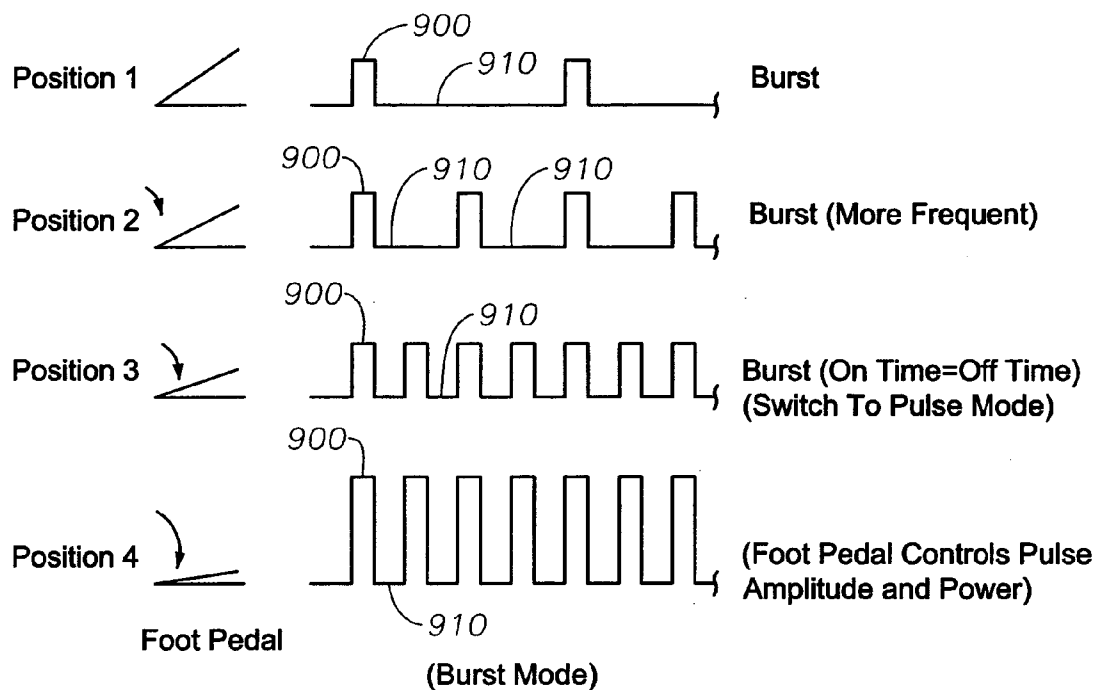 900
910
Position 1
Burst
900
910
910
Position 2
Burst (More Frequent)
900
910
Position 3
Burst (On Time=Off Time)
(Switch To Pulse Mode)
900
Position 4
(Foot Pedal Controls Pulse
Amplitude and Power)
910
Foot Pedal
(Burst Mode)